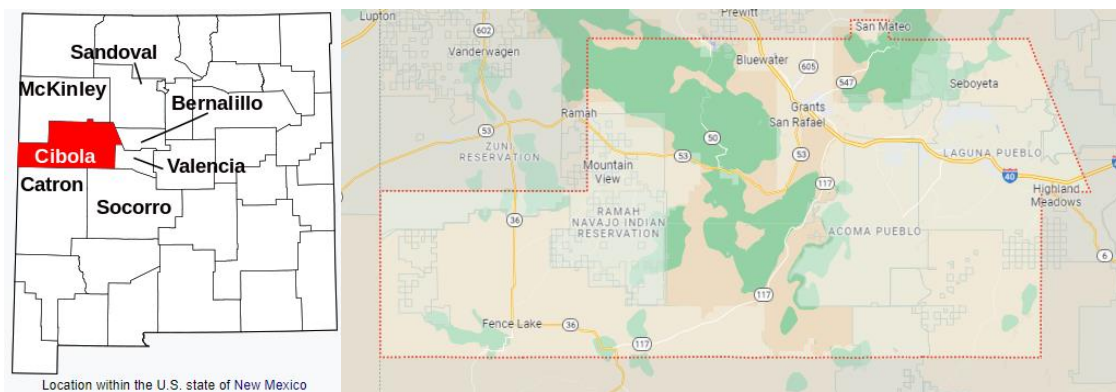 Sandoval
McKinley
Bernalillo
Cibola
Valencia
Catron
Socorro
Location within the U.S. state of New Mexico
Lupton
602
Vanderwagen
Prewitt
San Mateo
Bluewater
605
547
Seboyeta
Grants
San Rafael
Ramah
53
ZUNI
RESERVATION
50
53
53
LAGUNA PUEBLO
Mountain
View
117
40
Highland
Meadows
36
RAMAH
NAVAJO INDIAN
RESERVATION
ACOMA PUEBLO
6
117
Fence Lake
36
117